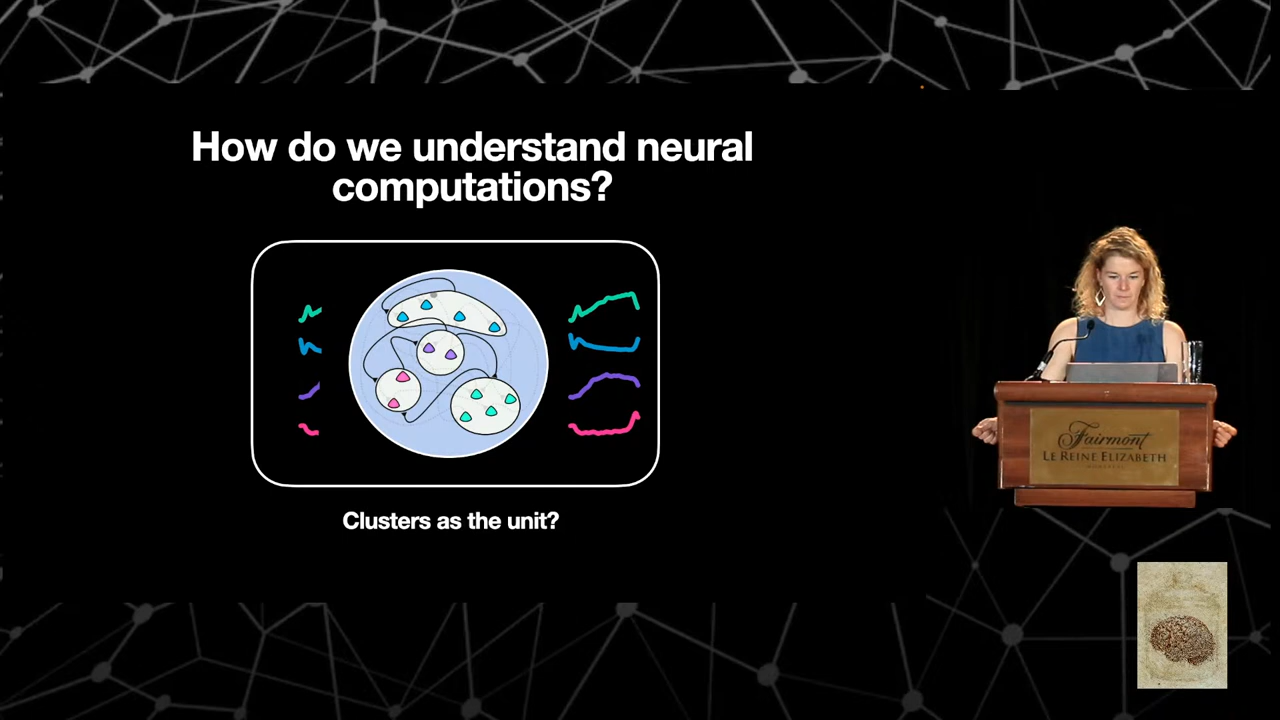 How do we understand neural
computations?
Clusters as the unit?
Fairmont
LE REINE ELIZABETH